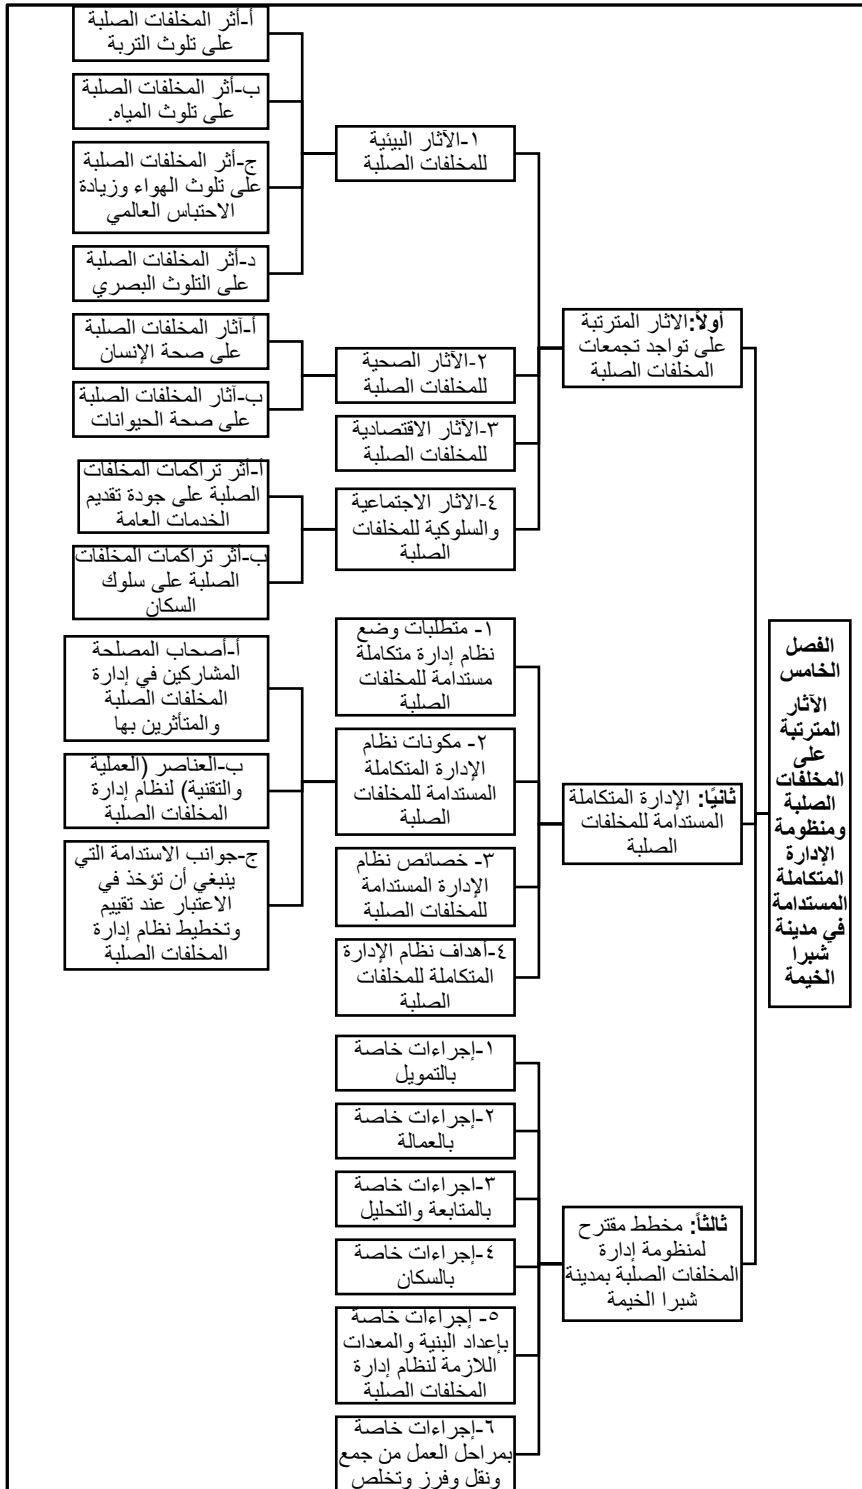 الفصل
الخامس
الآثار
المترتبة
على
المخلفات
الصلبة
ومنظومة
الإدارة
المتكاملة
المستدامة
في مدينة
شبرا
الخيمة
أولاً:الاثار المترتبة
على تواجد تجمعات
المخلفات الصلبة
١-الآثار البيئية
للمخلفات الصلبة
أ-أثر المخلفات الصلبة
على تلوث التربة
ب-أثر المخلفات الصلبة
على تلوث المياه.
ج-أثر المخلفات الصلبة
على تلوث الهواء وزيادة
الاحتباس العالمي
د-أثر المخلفات الصلبة
على التلوث البصري
٢-الآثار الصحية
للمخلفات الصلبة
أ-آثار المخلفات الصلبة
على صحة الإنسان
ب-آثار المخلفات الصلبة
على صحة الحيوانات
٣-الآثار الاقتصادية
للمخلفات الصلبة
٤-الاثار الاجتماعية
والسلوكية للمخلفات
الصلبة
أ-أثر تراكمات المخلفات
الصلبة على جودة تقديم
الخدمات العامة
ب-أثر تراكمات المخلفات
الصلبة على سلوك
السكان
ثانيًا: الإدارة المتكاملة
المستدامة للمخلفات
الصلبة
١- متطلبات وضع
نظام إدارة متكاملة
مستدامة للمخلفات
الصلبة
٢- مكونات نظام
الإدارة المتكاملة
المستدامة للمخلفات
الصلبة
أ-أصحاب المصلحة
المشاركين في إدارة
المخلفات الصلبة
والمتأثرين بها
ب-العناصر (العملية
والتقنية) لنظام إدارة
المخلفات الصلبة
ج-جوانب الاستدامة التي
ينبغي أن تؤخذ في
الاعتبار عند تقييم
وتخطيط نظام إدارة
المخلفات الصلبة
٣- خصائص نظام
الإدارة المستدامة
للمخلفات الصلبة
٤-أهداف نظام الإدارة
المتكاملة للمخلفات
الصلبة
ثالثاً: مخطط مقترح
لمنظومة إدارة
المخلفات الصلبة بمدينة
شبرا الخيمة
١-إجراءات خاصة
بالتمويل
٢-إجراءات خاصة
بالعمالة
٣-اجراءات خاصة
بالمتابعة والتحليل
٤-إجراءات خاصة
بالسكان
٥- إجراءات خاصة
بإعداد البنية والمعدات
اللازمة لنظام إدارة
المخلفات الصلبة
٦-إجراءات خاصة
بمراحل العمل من جمع
ونقل وفرز وتخلص